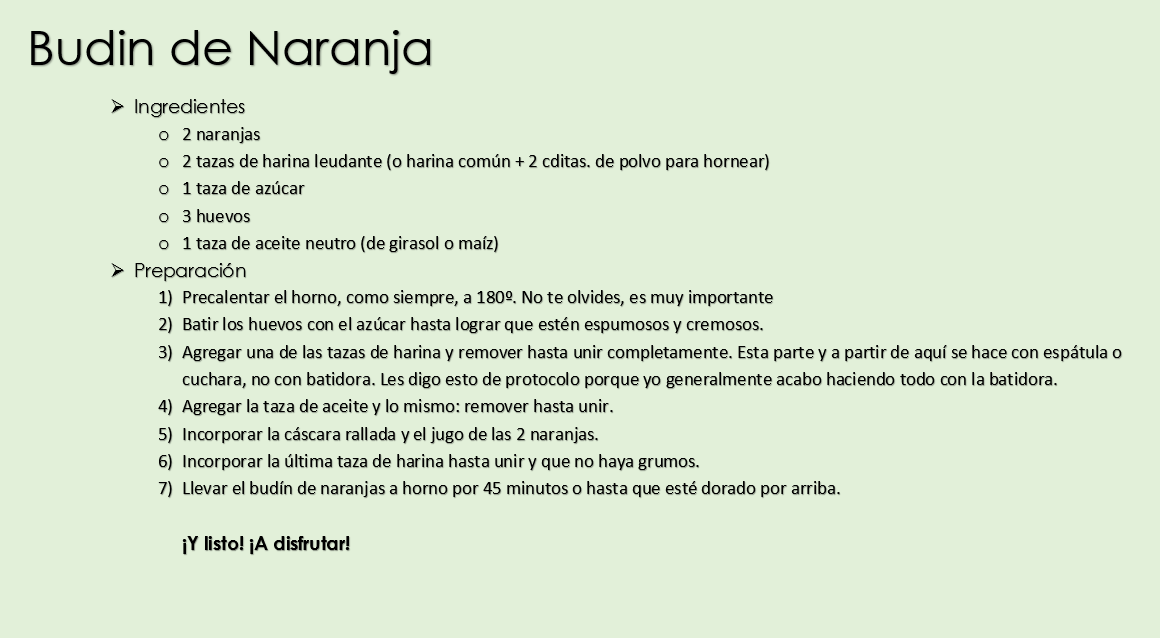 Budin de Naranja
➢ Ingredientes
o 2 naranjas
o 2 tazas de harina leudante (o harina común + 2 cditas. de polvo para hornear)
o 1 taza de azúcar
o 3 huevos
o 1 taza de aceite neutro (de girasol o maíz)
➢ Preparación
1) Precalentar el horno, como siempre, a 180º. No te olvides, es muy importante
2) Batir los huevos con el azúcar hasta lograr que estén espumosos y cremosos.
3) Agregar una de las tazas de harina y remover hasta unir completamente. Esta parte y a partir de aquí se hace con espátula o
cuchara, no con batidora. Les digo esto de protocolo porque yo generalmente acabo haciendo todo con la batidora.
4) Agregar la taza de aceite y lo mismo: remover hasta unir.
5) Incorporar la cáscara rallada y el jugo de las 2 naranjas.
6) Incorporar la última taza de harina hasta unir y que no haya grumos.
7) Llevar el budín de naranjas a horno por 45 minutos o hasta que esté dorado por arriba.
¡Y listo! ¡A disfrutar!